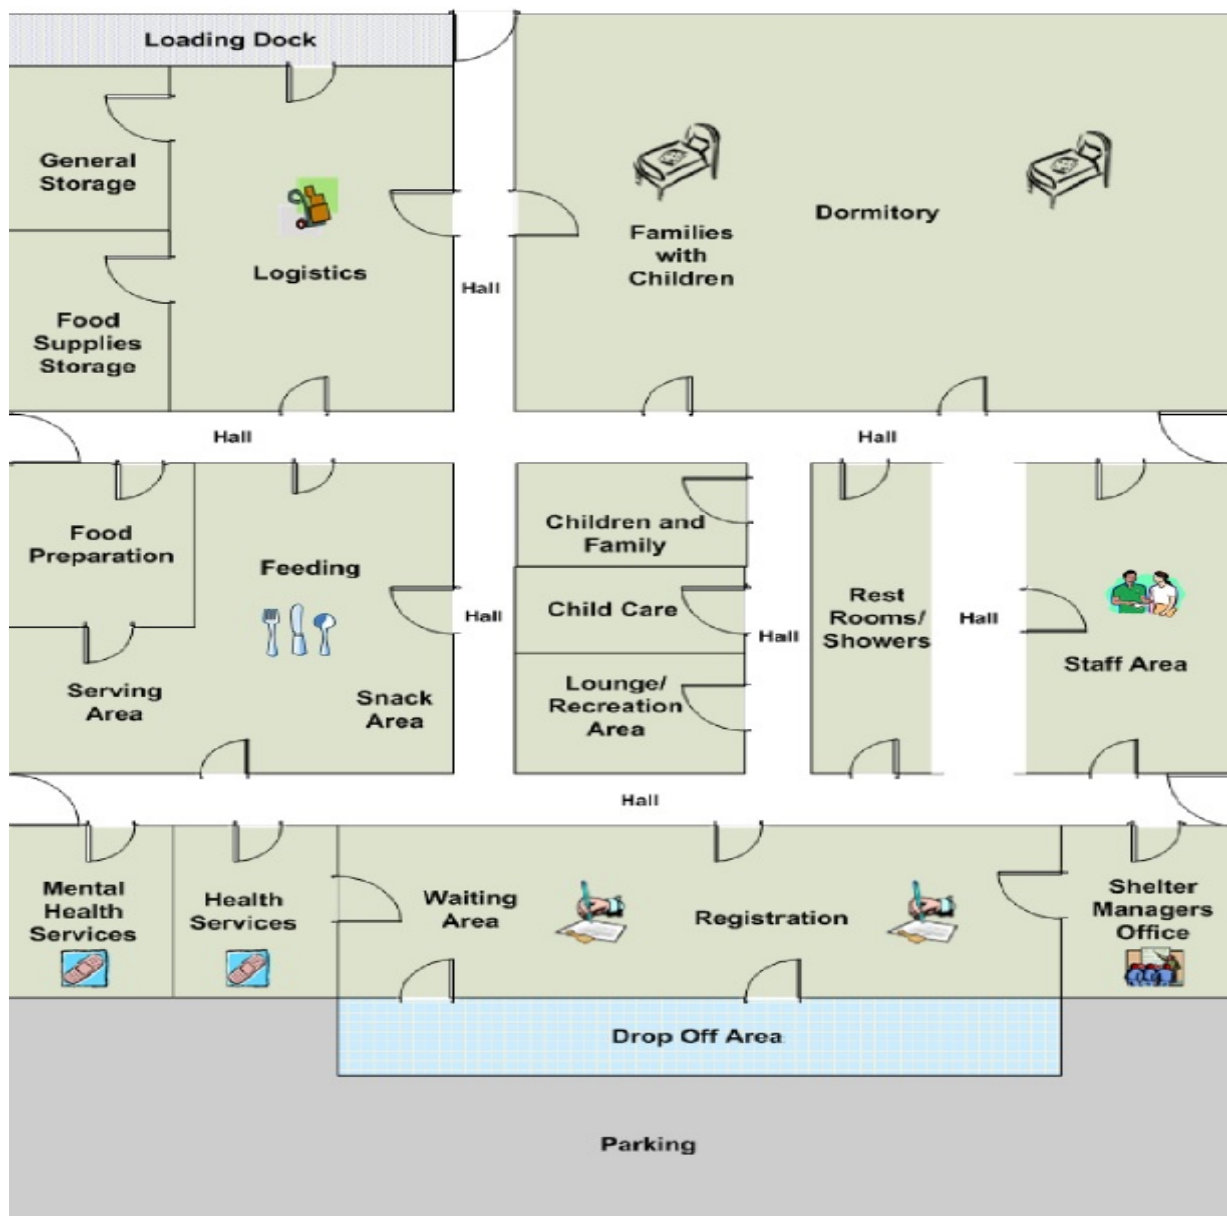 Loading Dock
General
Storage
Logistics
Food
Supplies
Storage
Hall
Families
with
Children
Dormitory
Hall
Hall
Food
Preparation
Feeding
Serving
Area
Snack
Area
Hall
Children and
Family
Child Care
Lounge/
Recreation
Area
Hall
Rest
Rooms/
Showers
Hall
Staff Area
Hall
Mental
Health
Services
Health
Services
Waiting
Area
Registration
Shelter
Managers
Office
Drop Off Area
Parking